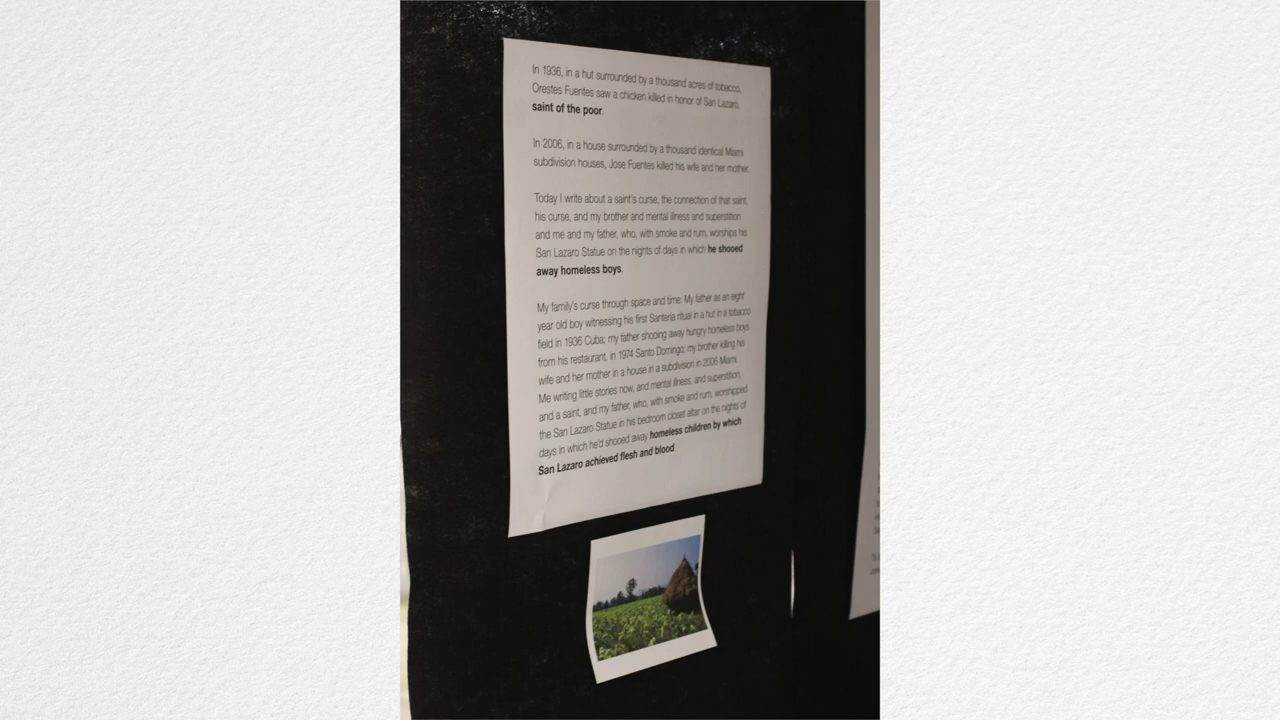 In 1936, in a hut surrounded by a thousand acres of tobacco,
Orestes Fuentes saw a chicken killed in honor of San Lazaro,
saint of the poor.
In 2006, in a house surrounded by a thousand identical Miami
subdivision houses, Jose Fuentes killed his wife and her mother.
Today I write about a saint's curse, the connection of that saint,
his curse, and my brother and mental illness and superstition
and me and my father, who, with smoke and rum, worships his
San Lazaro Statue on the nights of days in which he shooed
away homeless boys.
My family's curse through space and time: My father as an eight
year old boy witnessing his first Santeria ritual in a hut in a tobacco
field in 1936 Cuba; my father shooing away hungry homeless boys
from his restaurant, in 1974 Santo Domingo; my brother killing his
wife and her mother in a house in a subdivision in 2006 Miami.
Me writing little stories now, and mental illness, and superstition,
and a saint, and my father, who, with smoke and rum, worshipped
the San Lazaro Statue in his bedroom closet altar on the nights of
days in which he'd shooed away homeless children by which
San Lazaro achieved flesh and blood.